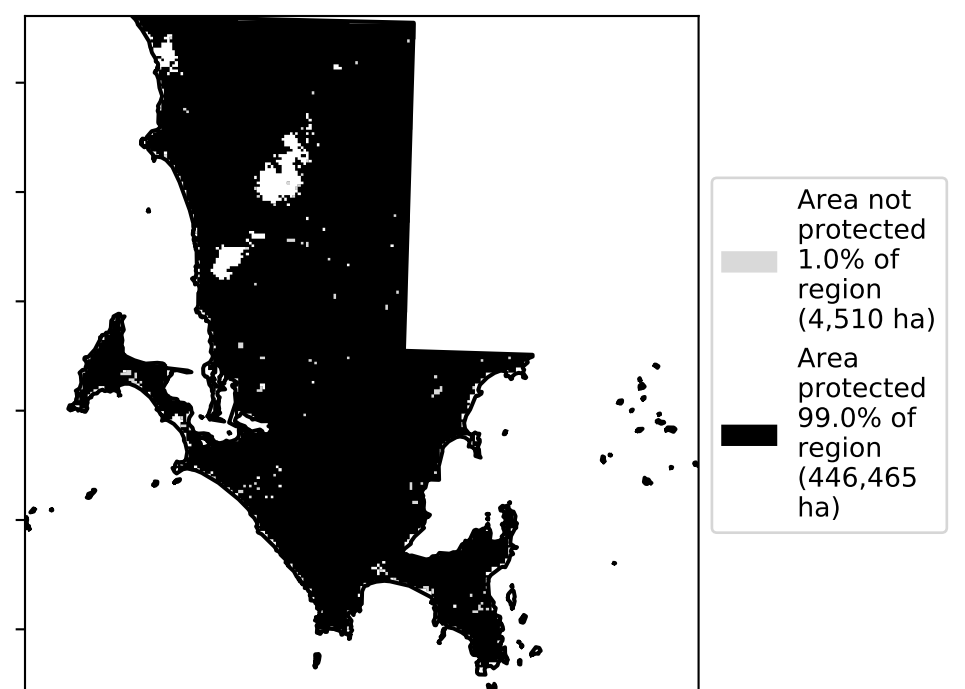 Area not
protected
1.0% of
region
(4,510 ha)
Area
protected
99.0% of
region
(446,465
ha)